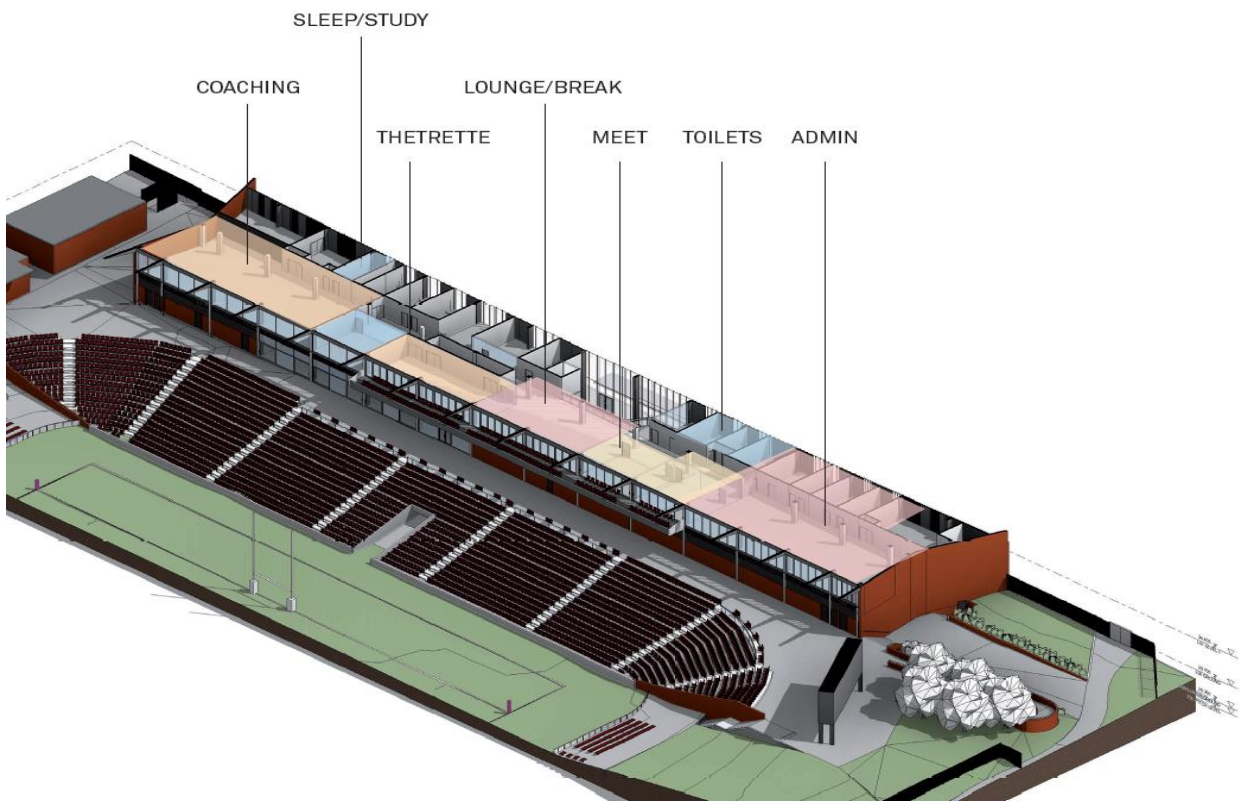 SLEEP/STUDY
COACHING
LOUNGE/BREAK
THETRETTE
MEET
TOILETS
ADMIN